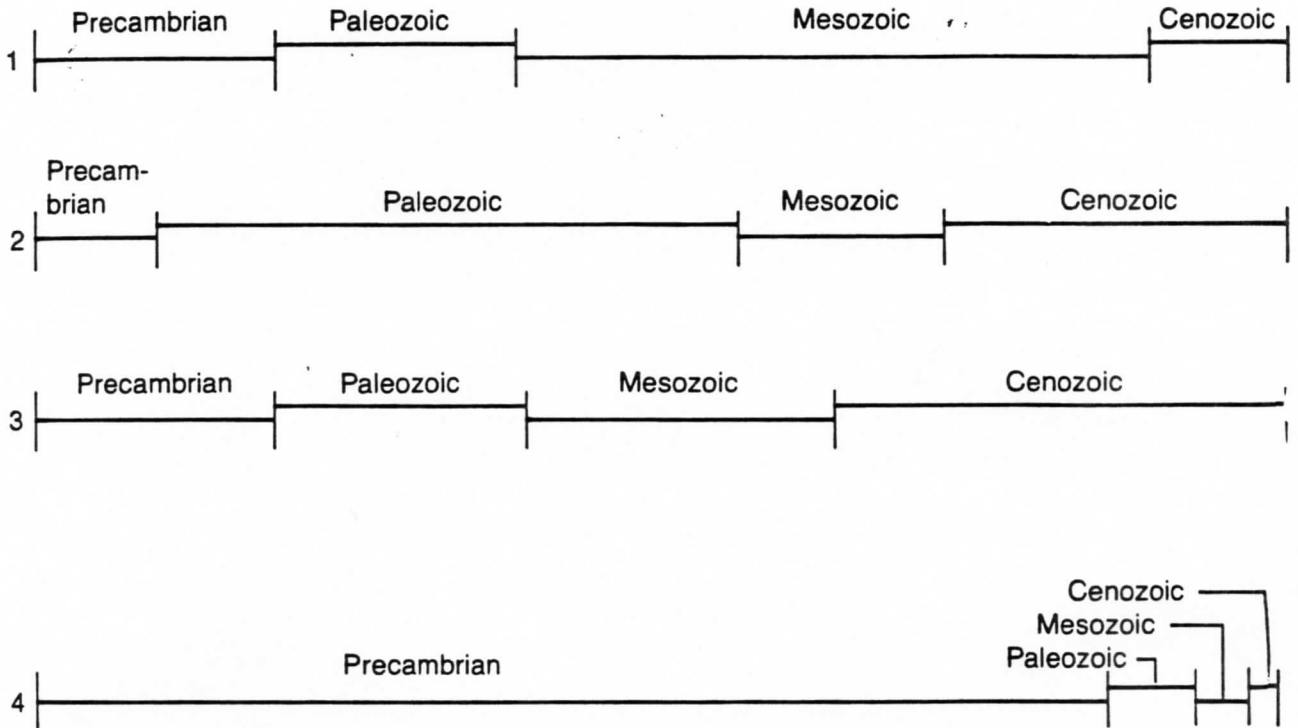 Precambrian Paleozoic Mesozoic Cenozoic
1
Precam-
brian Paleozoic Mesozoic Cenozoic
2
Precambrian Paleozoic Mesozoic Cenozoic
3
Cenozoic
Mesozoic
Precambrian Paleozoic
4